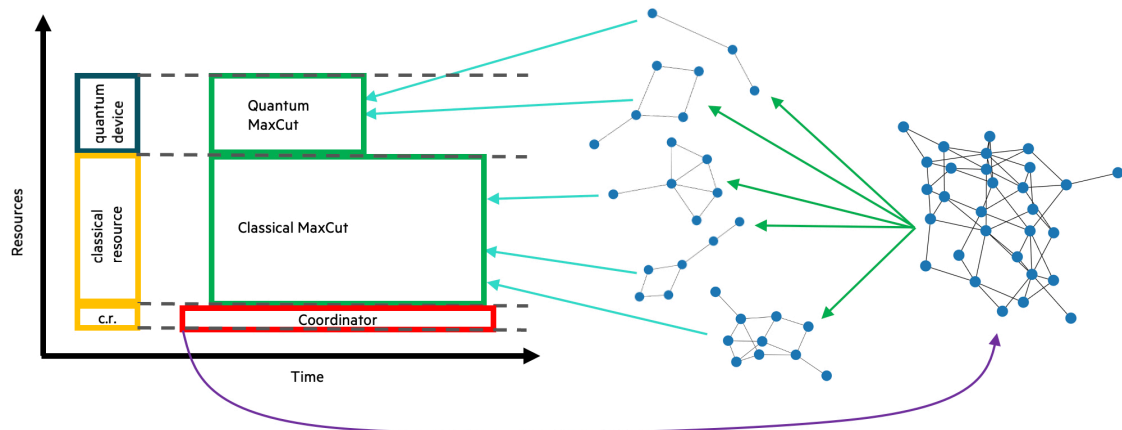 Resources
quantum
device
classical
resource
c.r.
Quantum
MaxCut
Classical MaxCut
Coordinator
Time